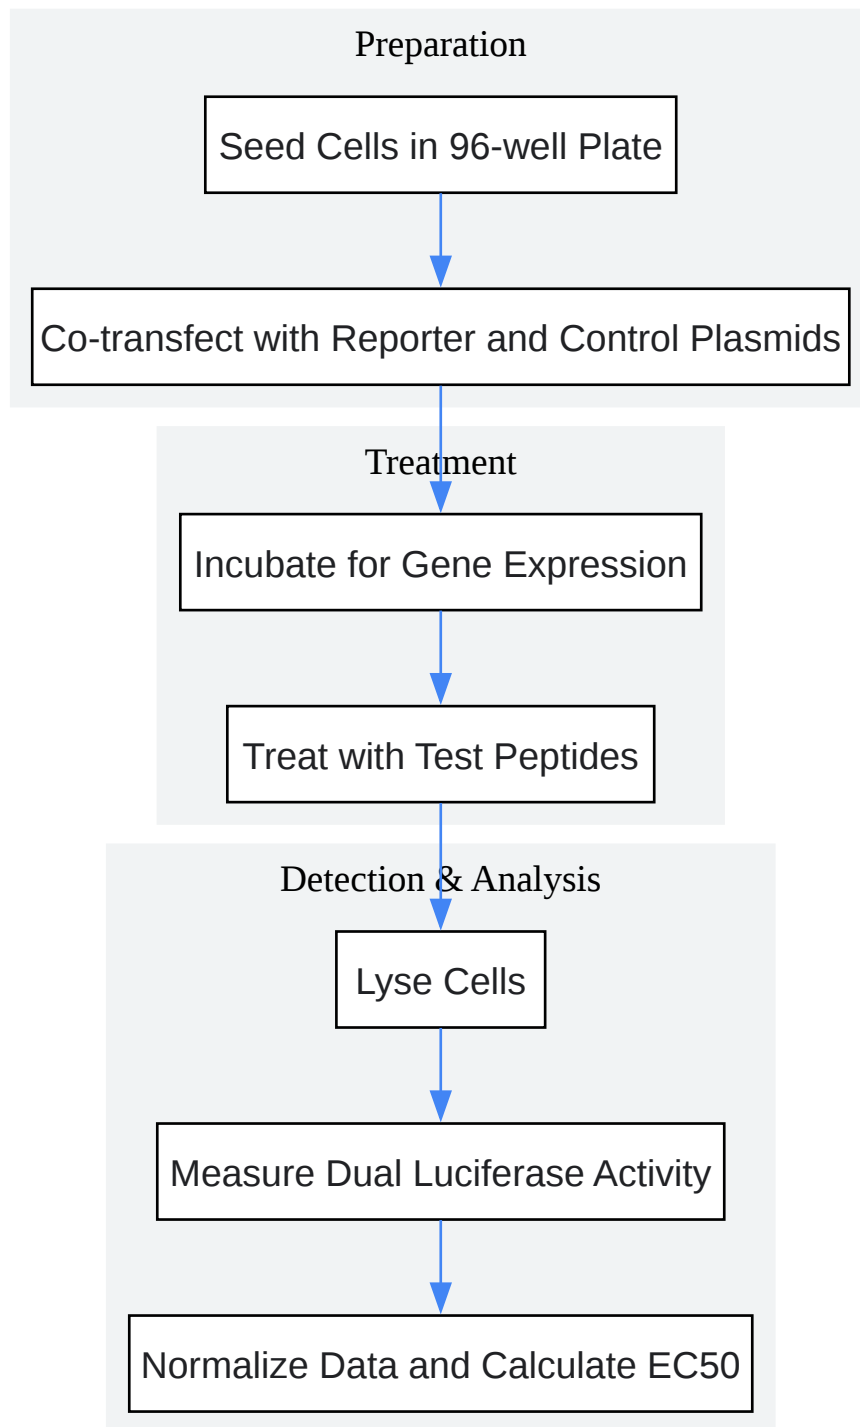 Preparation
Seed Cells in 96-well Plate
Co-transfect with Reporter and Control Plasmids
Treatment
Incubate for Gene Expression
Treat with Test Peptides
Detection & Analysis
Lyse Cells
Measure Dual Luciferase Activity
Normalize Data and Calculate EC50